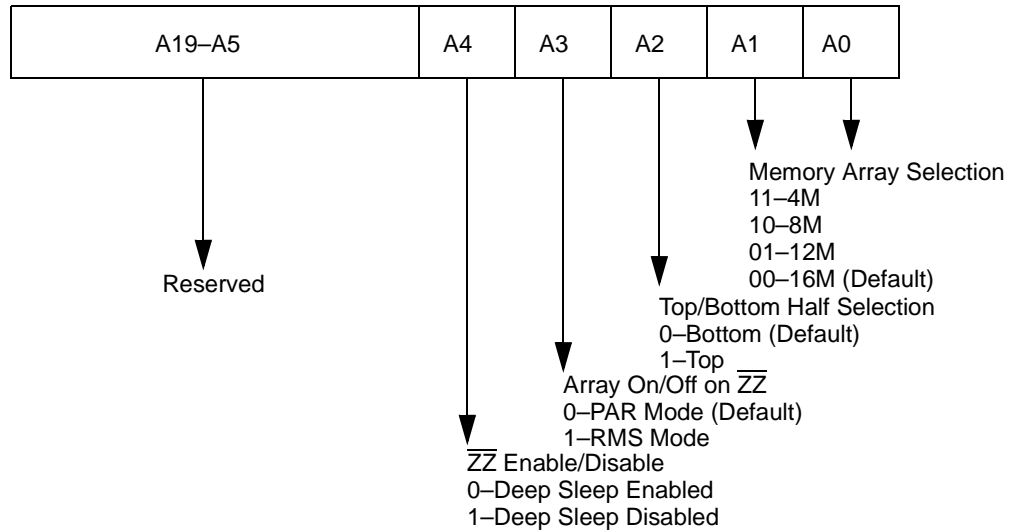 A19–A5 A4 A3 A2 A1 A0
Memory Array Selection
11–4M
10–8M
01–12M
00–16M (Default)
Reserved
Top/Bottom Half Selection
0–Bottom (Default)
1–Top
Array On/Off on Z̅Z̅
0–PAR Mode (Default)
1–RMS Mode
Z̅Z̅ Enable/Disable
0–Deep Sleep Enabled
1–Deep Sleep Disabled